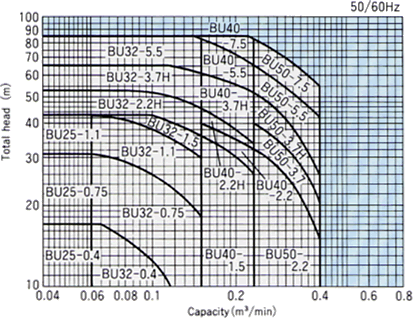 50/60Hz
100
90
80
70
60
50
40
30
20
10
Total head (m)
BU40
-7.5
BU32-5.5
BU40
-5.5
BU50-7.5
BU32-3.7H
BU40-
3.7H
BU50-5.5
BU32-2.2H
BU32-1.5
BU50-3.7H
BU25-1.1
BU32-1.1
BU50-3.7
BU40-
2.2H
BU40
-2.2
BU25-0.75
BU32-0.75
BU25-0.4
BU32-0.4
BU40-
1.5
BU50-
2.2
0.04 0.06 0.08 0.1 0.2 0.4 0.6 0.8
Capacity (m³/min)